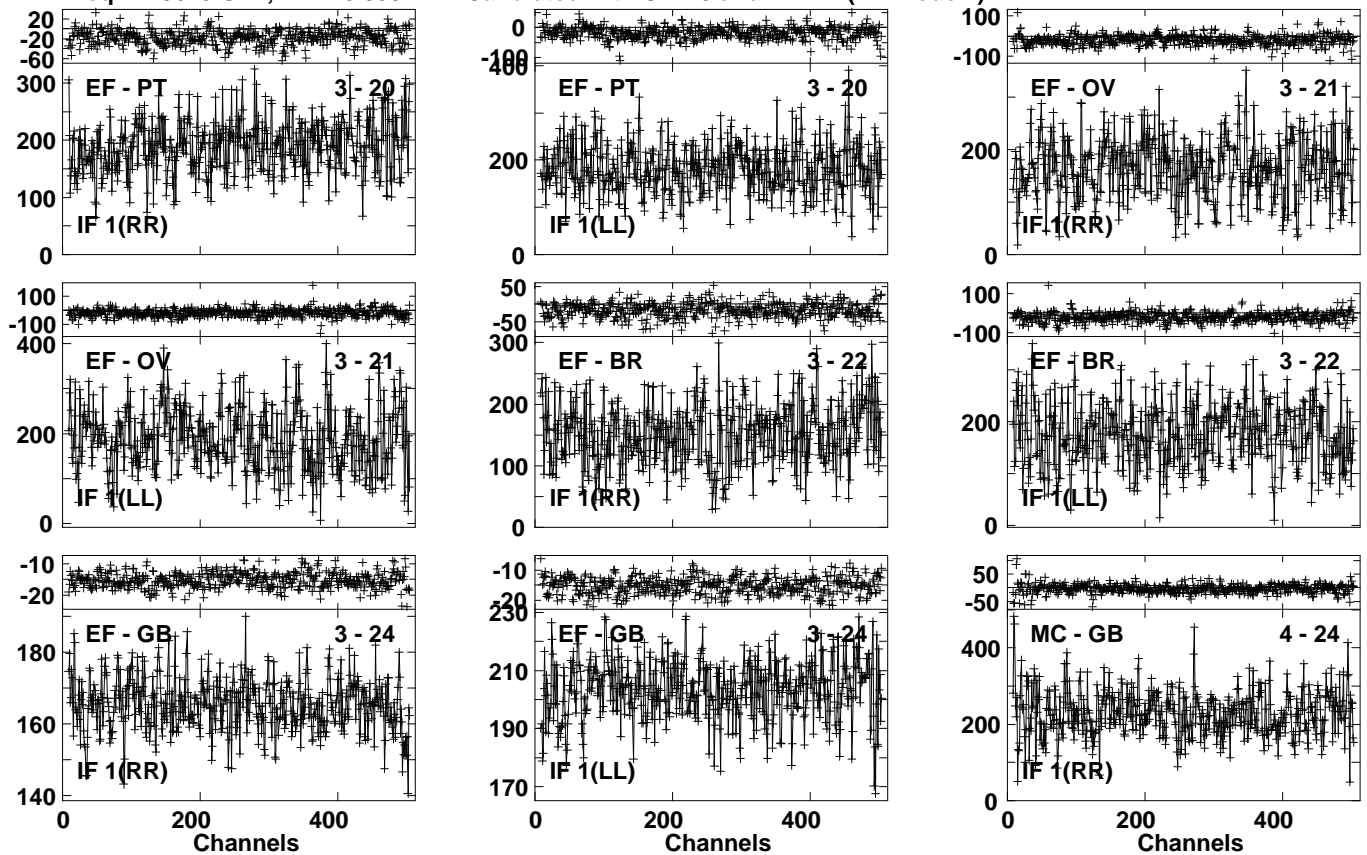 20
-20
-60
EF - PT 3 - 20
300
200
100
0
IF 1(RR)
0
-100
400
EF - PT 3 - 20
200
0
IF 1(LL)
100
-100
EF - OV 3 - 21
200
0
IF 1(RR)
100
-100
400
EF - OV 3 - 21
200
0
IF 1(LL)
50
-50
300
EF - BR 3 - 22
200
100
0
IF 1(RR)
100
-100
EF - BR 3 - 22
200
0
IF 1(LL)
-10
-20
EF - GB 3 - 24
180
160
140
IF 1(RR)
0 200 400
Channels
-10
-20
230
EF - GB 3 - 24
210
190
170
IF 1(LL)
0 200 400
Channels
50
-50
MC - GB 4 - 24
400
200
0
IF 1(RR)
0 200 400
Channels